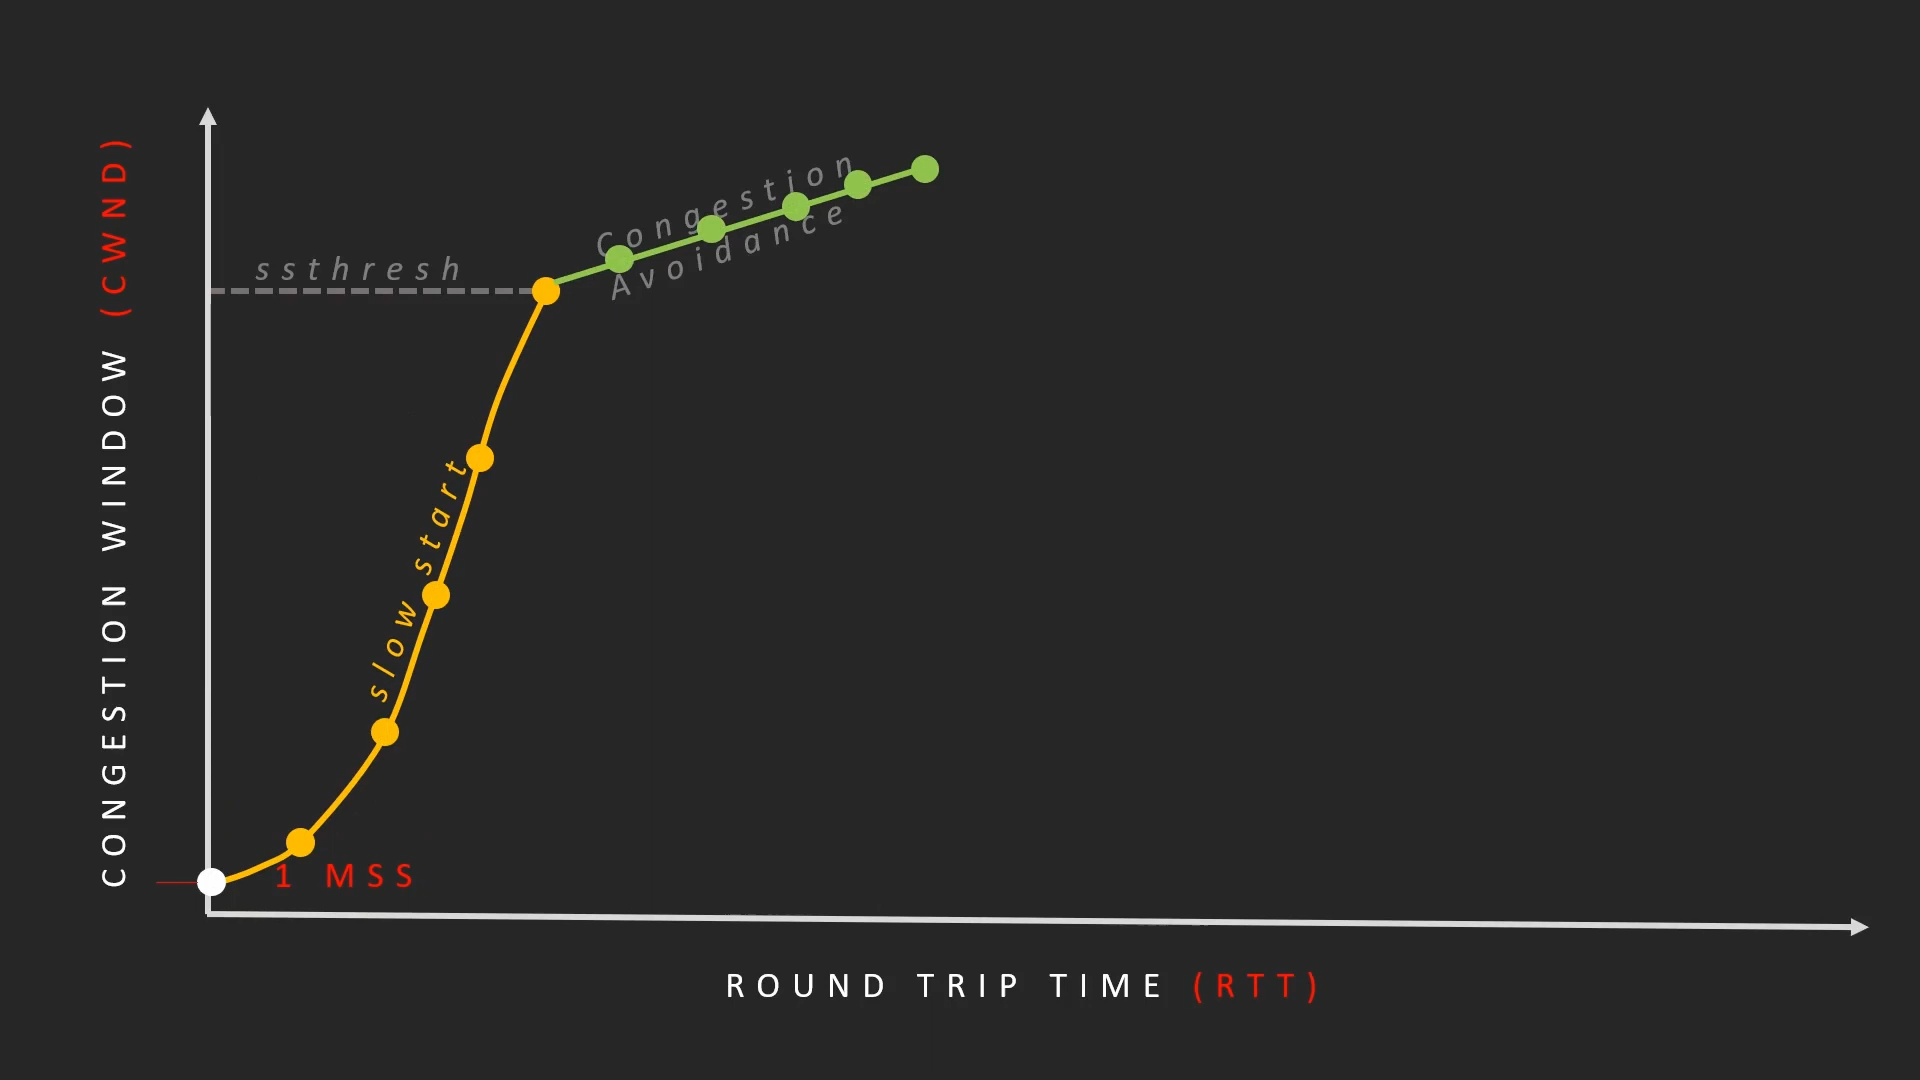 CONGESTION WINDOW (CWND)
ssthresh
Congestion
Avoidance
slow start
1 MSS
ROUND TRIP TIME (RTT)